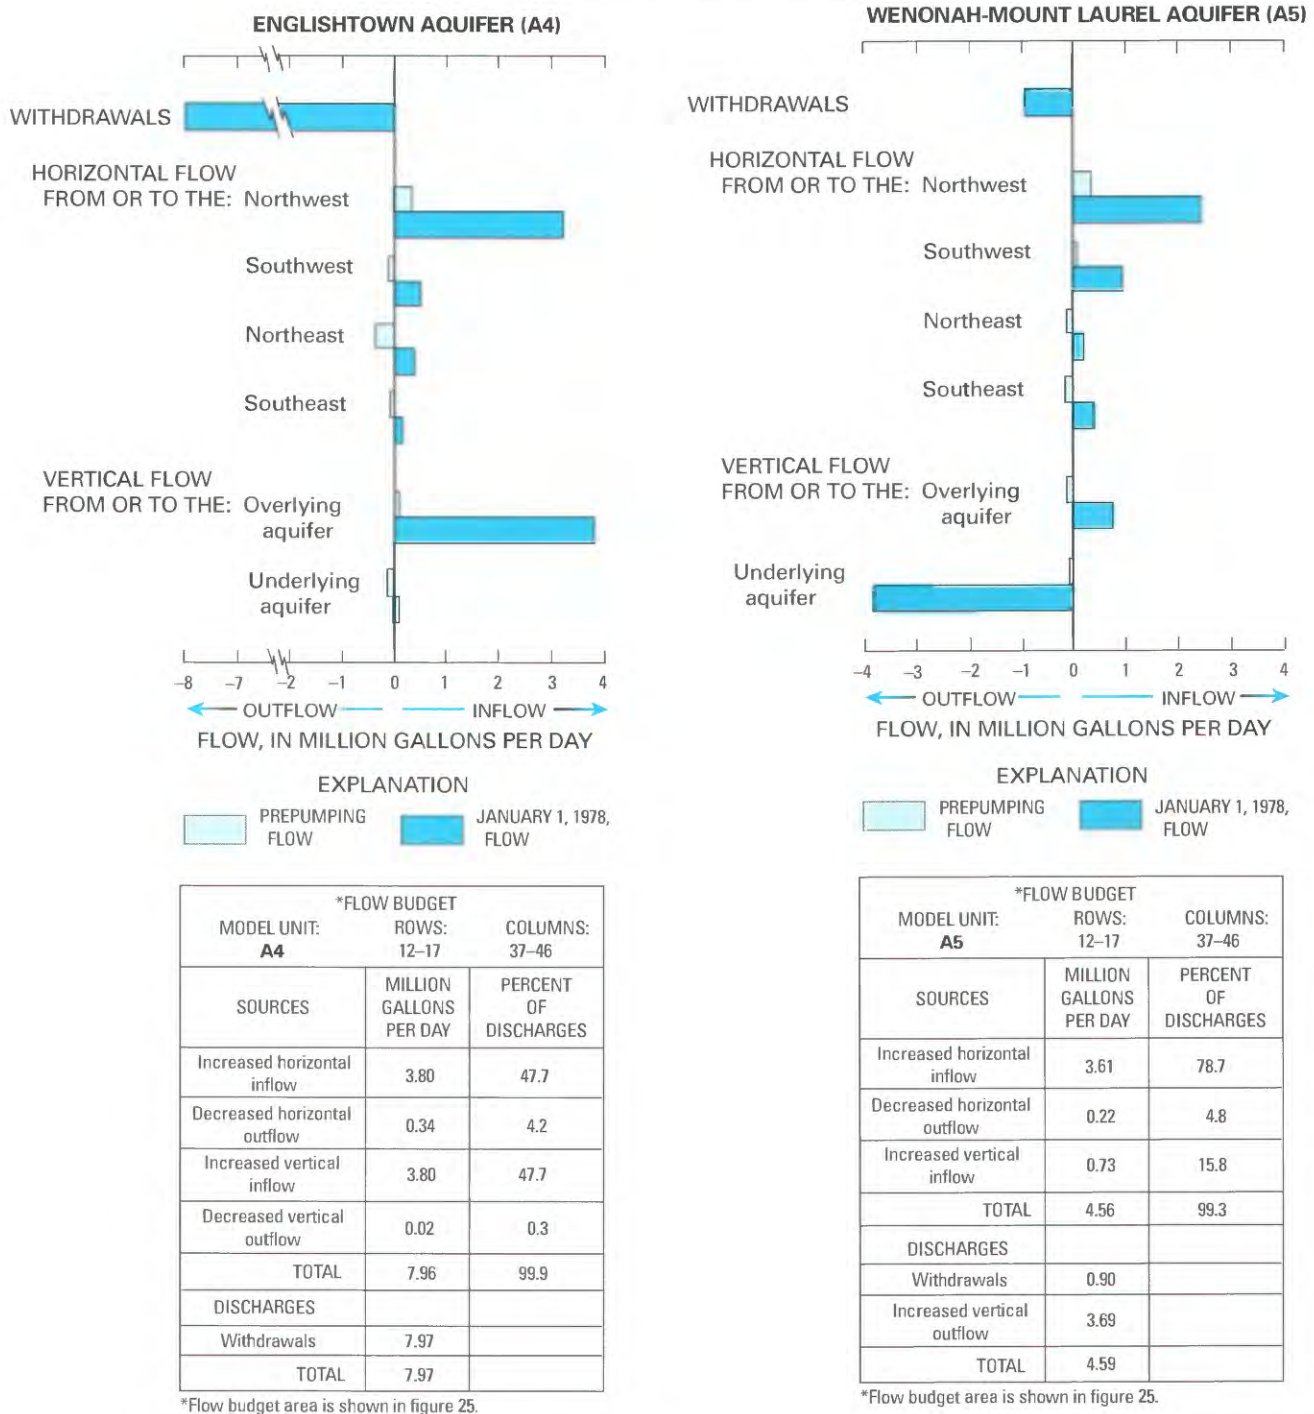 ENGLISHTOWN AQUIFER (A4)
WITHDRAWALS
HORIZONTAL FLOW
FROM OR TO THE: Northwest
Southwest
Northeast
Southeast
VERTICAL FLOW
FROM OR TO THE: Overlying
aquifer
Underlying
aquifer
–8 –7 –2 –1 0 1 2 3 4
OUTFLOW INFLOW
FLOW, IN MILLION GALLONS PER DAY
EXPLANATION
PREPUMPING
FLOW
JANUARY 1, 1978,
FLOW
*FLOW BUDGET
MODEL UNIT: ROWS: COLUMNS:
A4 12–17 37–46
SOURCES
MILLION
GALLONS
PER DAY
PERCENT
OF
DISCHARGES
Increased horizontal
inflow
3.80 47.7
Decreased horizontal
outflow
0.34 4.2
Increased vertical
inflow
3.80 47.7
Decreased vertical
outflow
0.02 0.3
TOTAL 7.96 99.9
DISCHARGES
Withdrawals 7.97
TOTAL 7.97
*Flow budget area is shown in figure 25.
WENONAH-MOUNT LAUREL AQUIFER (A5)
WITHDRAWALS
HORIZONTAL FLOW
FROM OR TO THE: Northwest
Southwest
Northeast
Southeast
VERTICAL FLOW
FROM OR TO THE: Overlying
aquifer
Underlying
aquifer
–4 –3 –2 –1 0 1 2 3 4
OUTFLOW INFLOW
FLOW, IN MILLION GALLONS PER DAY
EXPLANATION
PREPUMPING
FLOW
JANUARY 1, 1978,
FLOW
*FLOW BUDGET
MODEL UNIT: ROWS: COLUMNS:
A5 12–17 37–46
SOURCES
MILLION
GALLONS
PER DAY
PERCENT
OF
DISCHARGES
Increased horizontal
inflow
3.61 78.7
Decreased horizontal
outflow
0.22 4.8
Increased vertical
inflow
0.73 15.8
TOTAL 4.56 99.3
DISCHARGES
Withdrawals 0.90
Increased vertical
outflow
3.69
TOTAL 4.59
*Flow budget area is shown in figure 25.